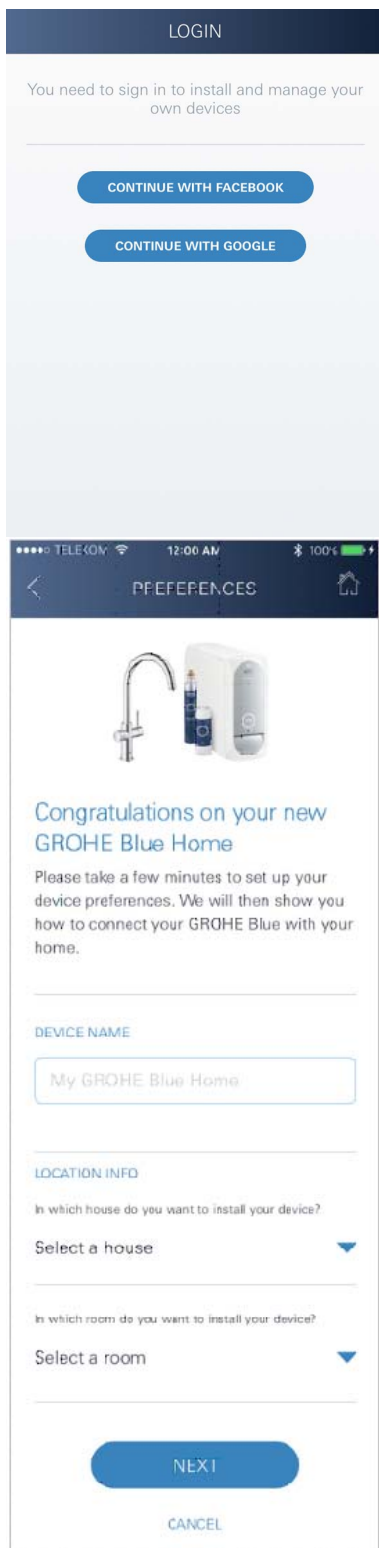 LOGIN
You need to sign in to install and manage your
own devices
CONTINUE WITH FACEBOOK
CONTINUE WITH GOOGLE
TELEKOM 12:00 AM 100%
PREFERENCES
Congratulations on your new
GROHE Blue Home
Please take a few minutes to set up your
device preferences. We will then show you
how to connect your GROHE Blue with your
home.
DEVICE NAME
My GROHE Blue Home
LOCATION INFO
In which house do you want to install your device?
Select a house
In which room do you want to install your device?
Select a room
NEXT
CANCEL